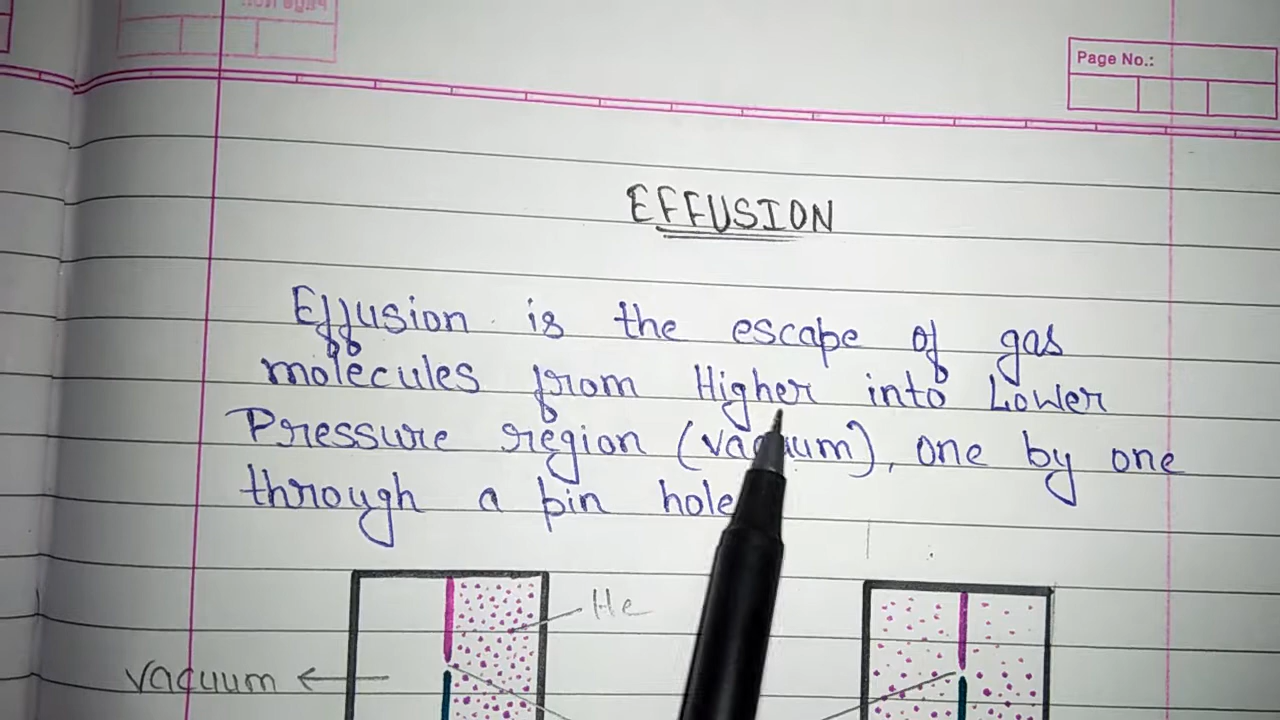 Page No.:
EFFUSION
Effusion is the escape of gas
molecules from Higher into Lower
Pressure region (vacuum), one by one
through a pin hole
He
vacuum